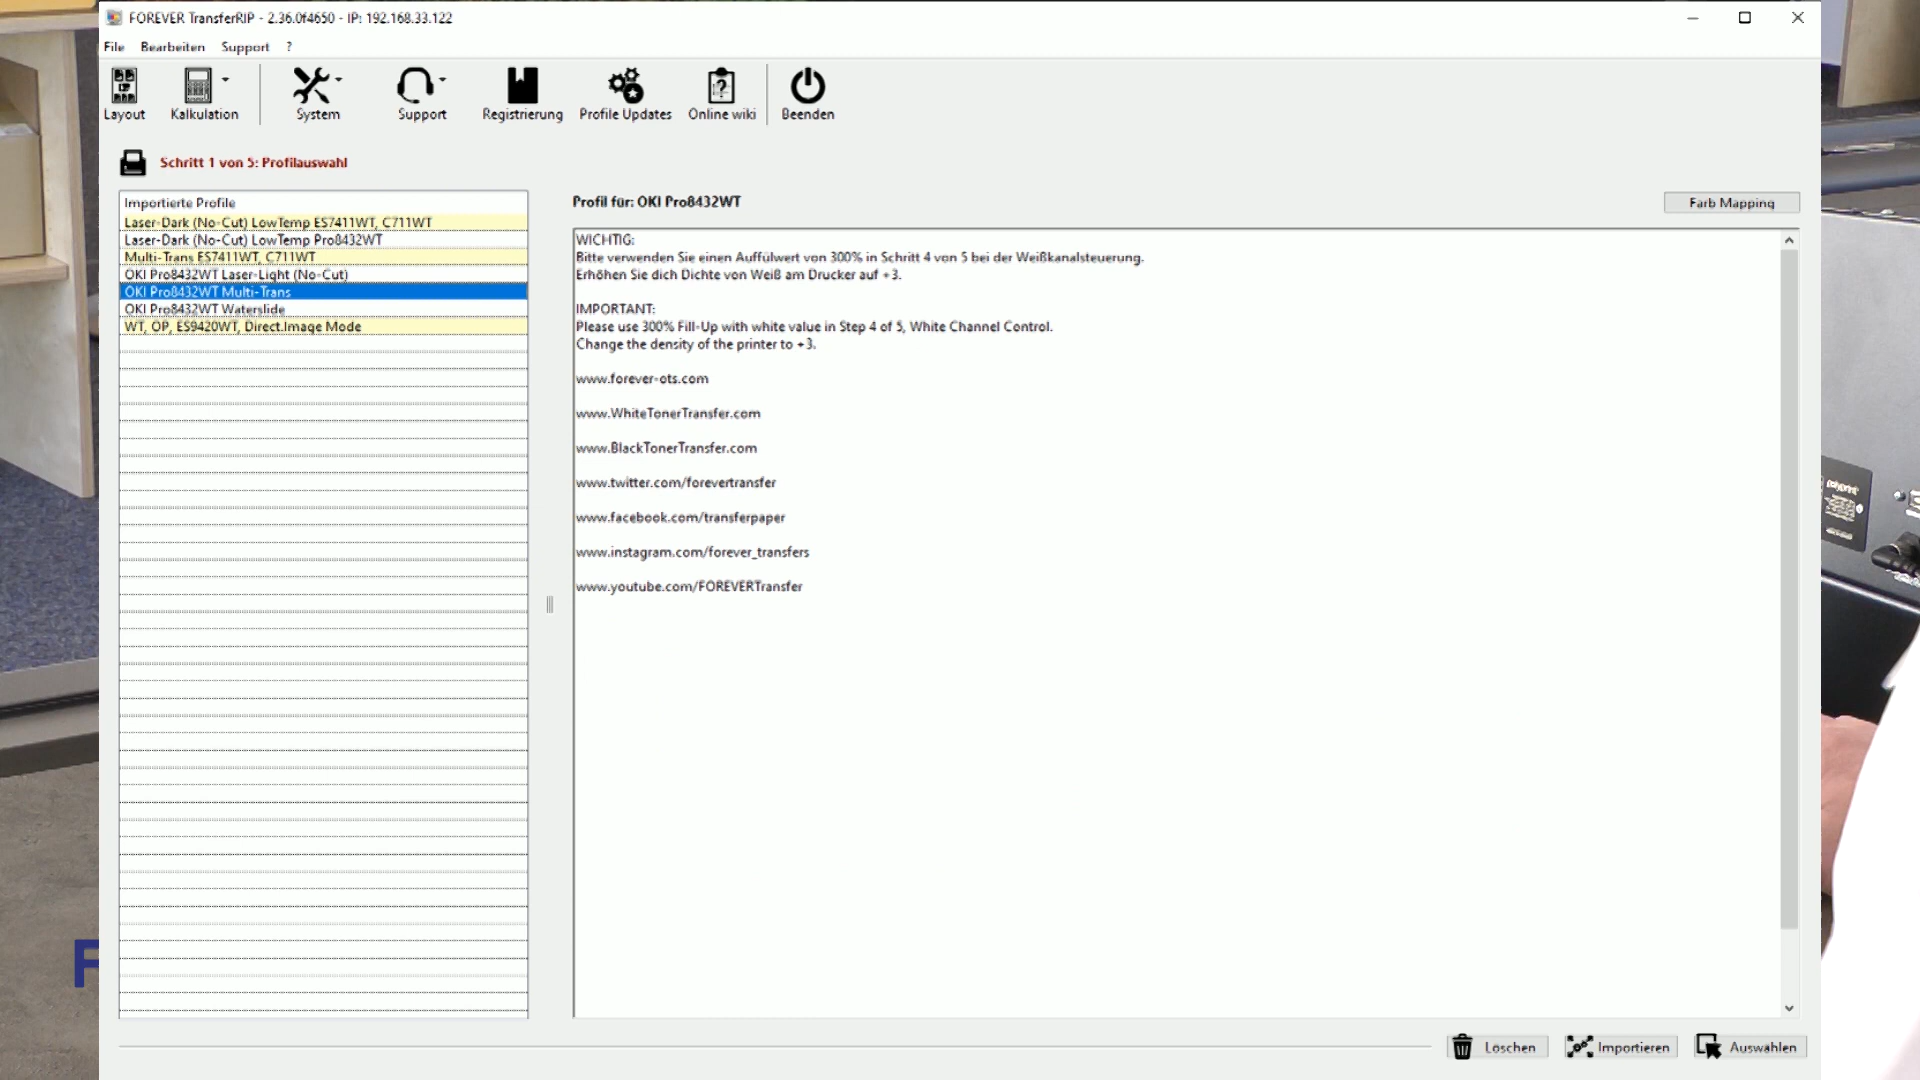 FOREVER TransferRIP - 2.36.0f4650 - IP: 192.168.33.122
File Bearbeiten Support ?
Layout Kalkulation System Support Registrierung Profile Updates Online wiki Beenden
Schritt 1 von 5: Profilauswahl
Importierte Profile
Laser-Dark (No-Cut) LowTemp ES7411WT, C711WT
Laser-Dark (No-Cut) LowTemp Pro8432WT
Multi-Trans ES7411WT, C711WT
OKI Pro8432WT Laser-Light (No-Cut)
OKI Pro8432WT Multi-Trans
OKI Pro8432WT Waterslide
WT, OP, ES9420WT, Direct.Image Mode
Profil für: OKI Pro8432WT
Farb Mapping
WICHTIG:
Bitte verwenden Sie einen Auffülwert von 300% in Schritt 4 von 5 bei der Weißkanalsteuerung.
Erhöhen Sie dich Dichte von Weiß am Drucker auf +3.
IMPORTANT:
Please use 300% Fill-Up with white value in Step 4 of 5, White Channel Control.
Change the density of the printer to +3.
www.forever-ots.com
www.WhiteTonerTransfer.com
www.BlackTonerTransfer.com
www.twitter.com/forevertransfer
www.facebook.com/transferpaper
www.instagram.com/forever_transfers
www.youtube.com/FOREVERTransfer
Löschen Importieren Auswählen
F